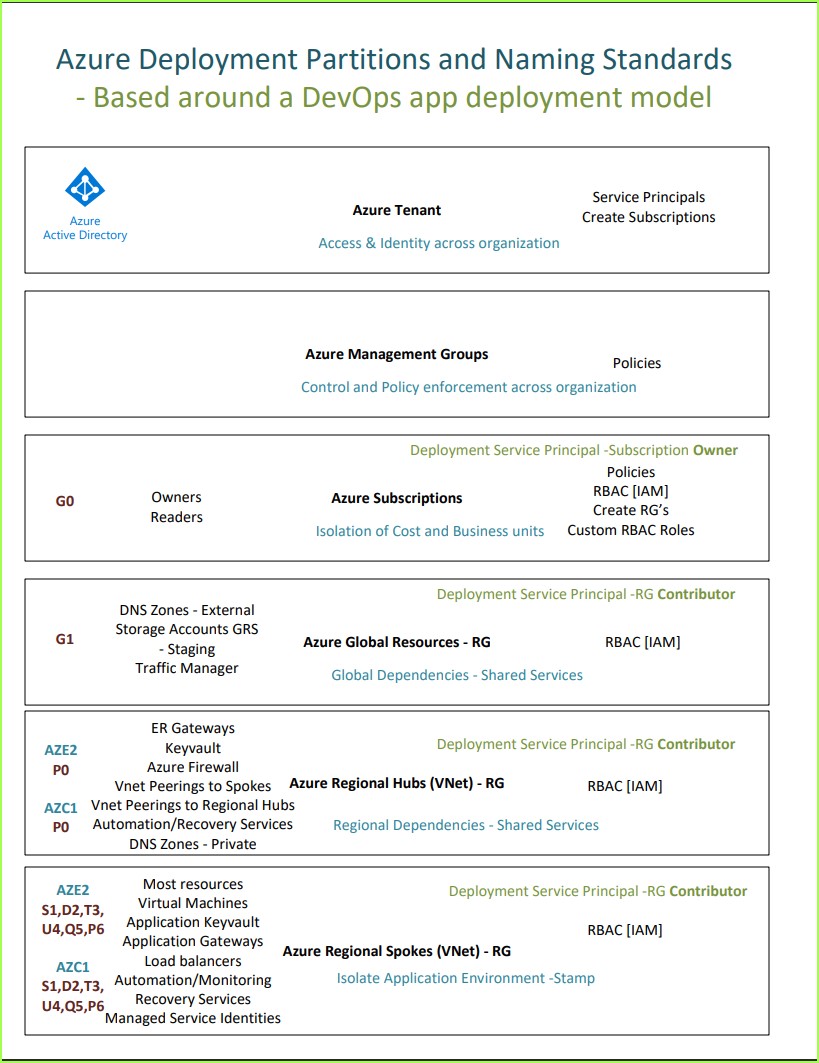 Azure Deployment Partitions and Naming Standards
- Based around a DevOps app deployment model
Azure
Active Directory
Azure Tenant
Access & Identity across organization
Service Principals
Create Subscriptions
Azure Management Groups
Control and Policy enforcement across organization
Policies
Deployment Service Principal -Subscription Owner
G0
Owners
Readers
Azure Subscriptions
Isolation of Cost and Business units
Policies
RBAC [IAM]
Create RG's
Custom RBAC Roles
Deployment Service Principal -RG Contributor
G1
DNS Zones - External
Storage Accounts GRS
- Staging
Traffic Manager
Azure Global Resources - RG
Global Dependencies - Shared Services
RBAC [IAM]
Deployment Service Principal -RG Contributor
AZE2
P0
AZC1
P0
ER Gateways
Keyvault
Azure Firewall
Vnet Peerings to Spokes
Vnet Peerings to Regional Hubs
Automation/Recovery Services
DNS Zones - Private
Azure Regional Hubs (VNet) - RG
Regional Dependencies - Shared Services
RBAC [IAM]
Deployment Service Principal -RG Contributor
AZE2
S1,D2,T3,
U4,Q5,P6
AZC1
S1,D2,T3,
U4,Q5,P6
Most resources
Virtual Machines
Application Keyvault
Application Gateways
Load balancers
Automation/Monitoring
Recovery Services
Managed Service Identities
Azure Regional Spokes (VNet) - RG
Isolate Application Environment -Stamp
RBAC [IAM]